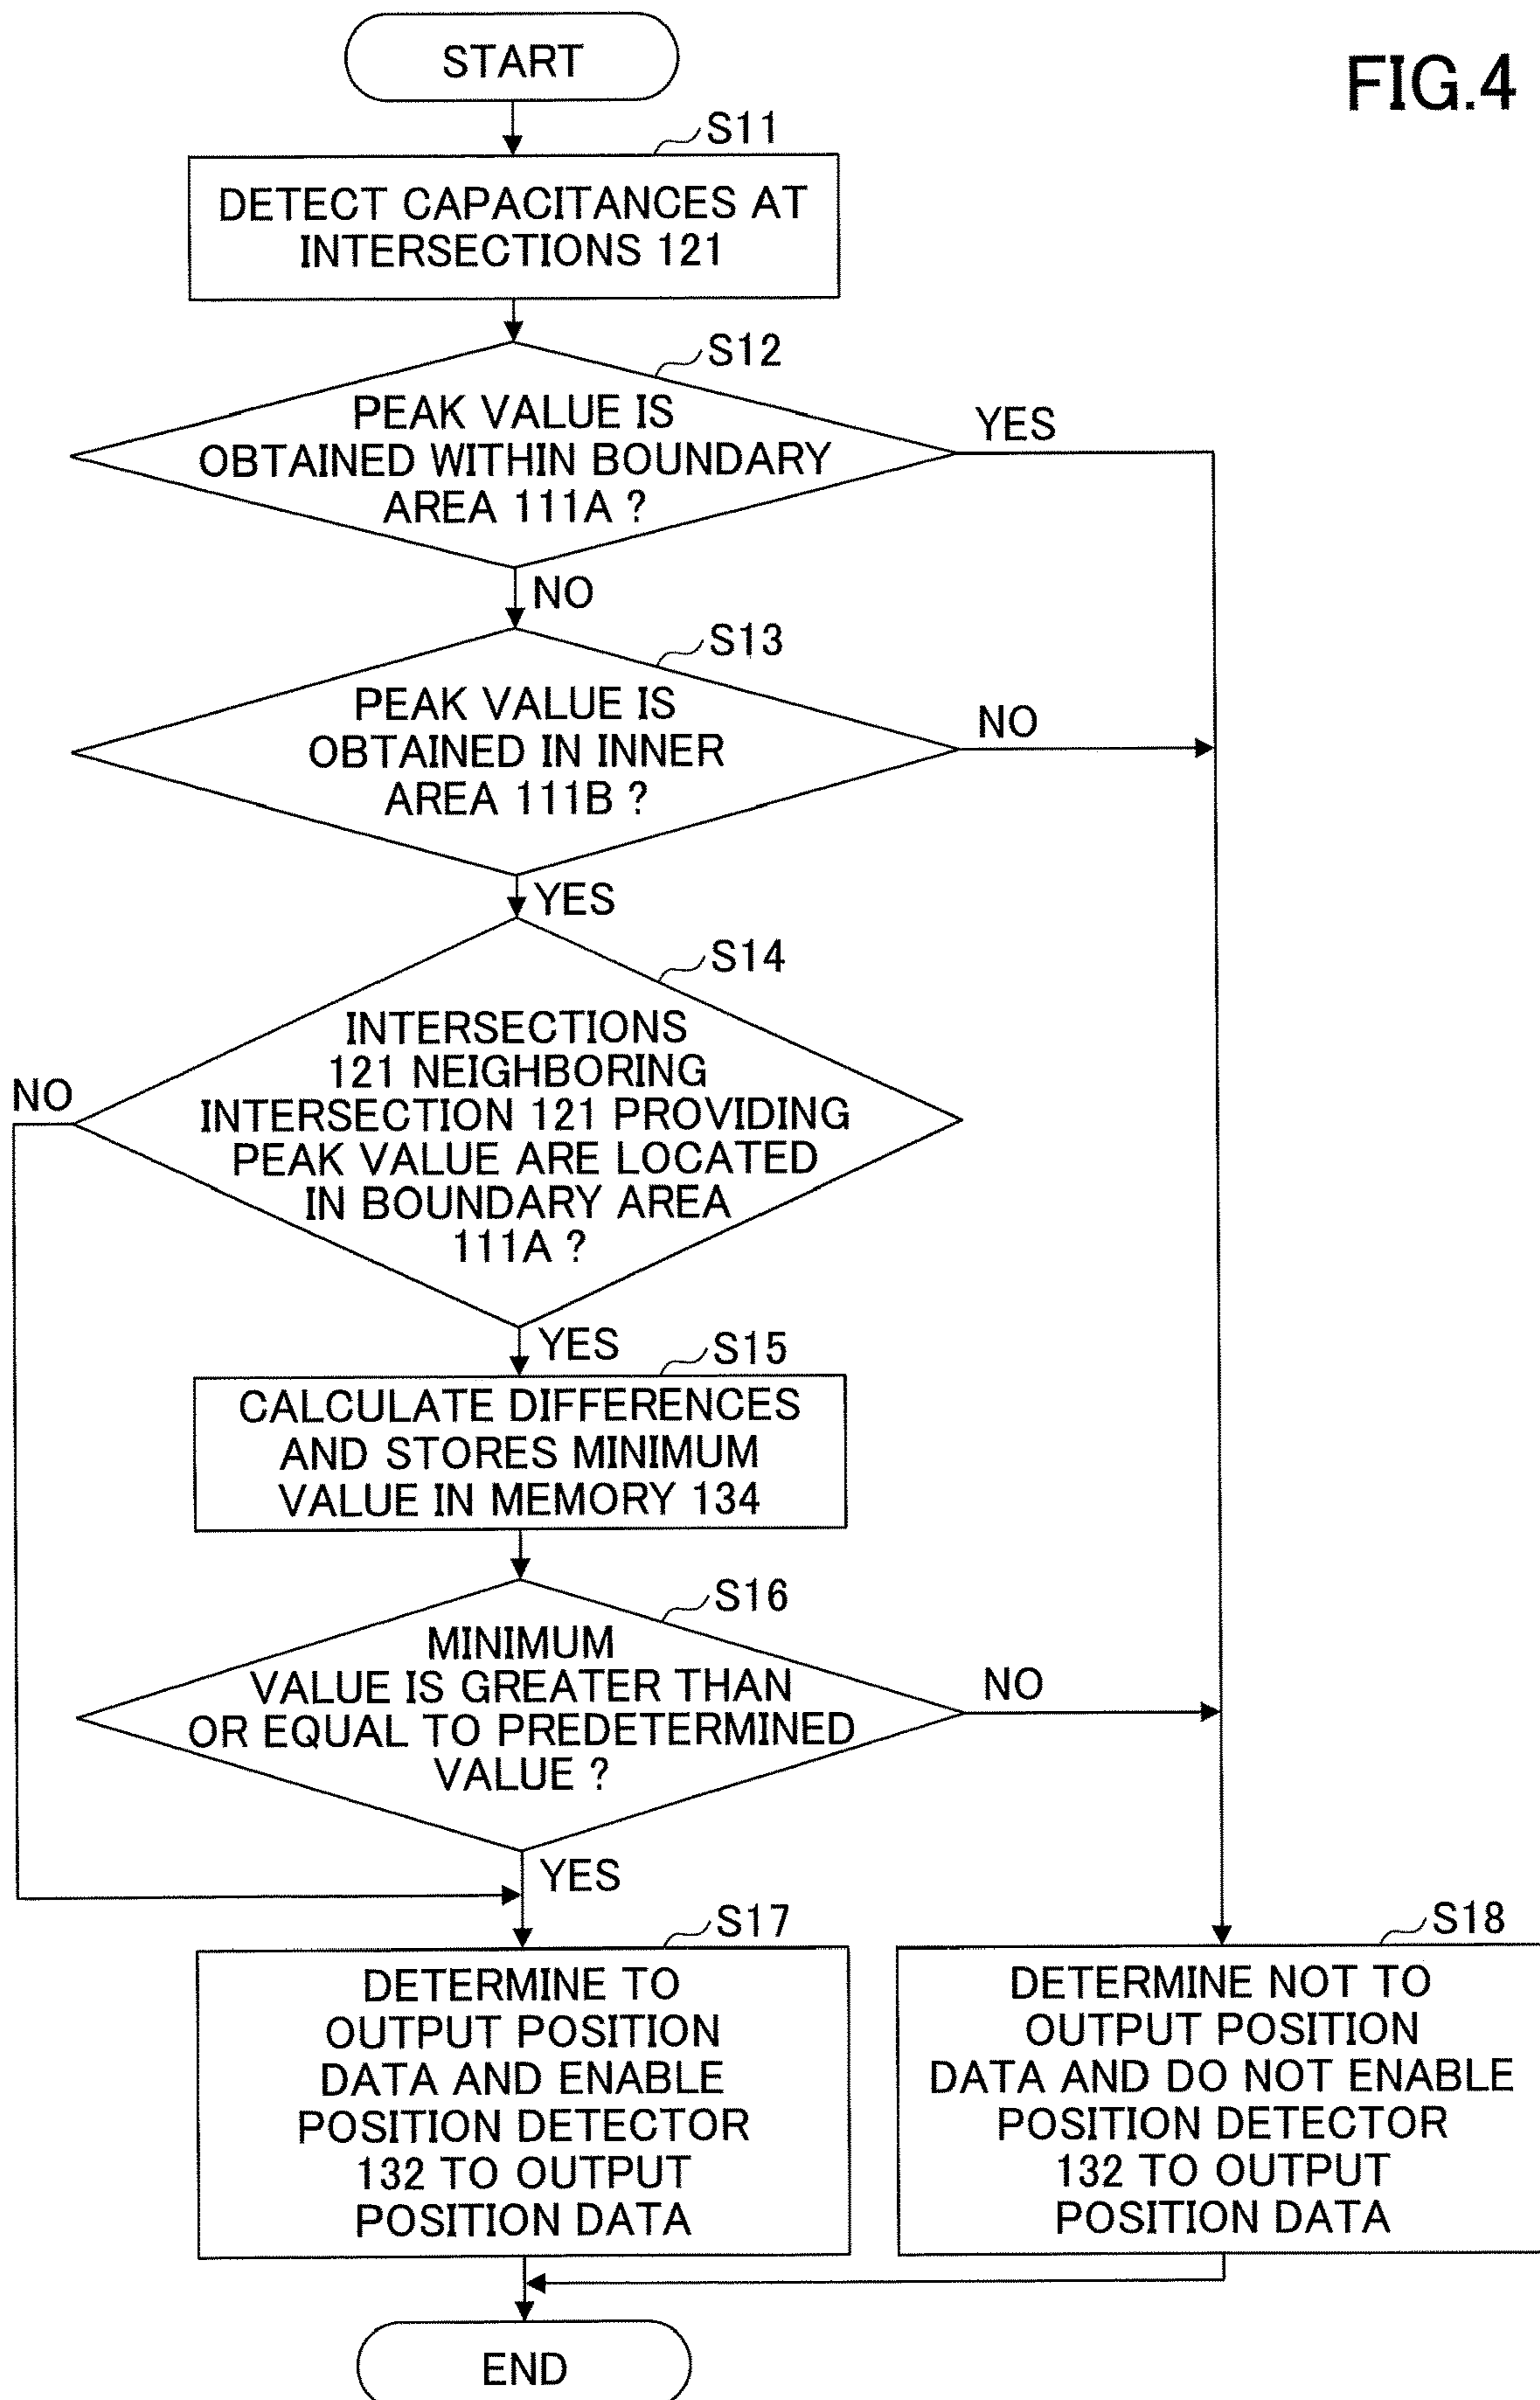 FIG.4
START
S11
DETECT CAPACITANCES AT
INTERSECTIONS 121
S12
PEAK VALUE IS
OBTAINED WITHIN BOUNDARY
AREA 111A ?
YES
NO
S13
PEAK VALUE IS
OBTAINED IN INNER
AREA 111B ?
NO
YES
S14
INTERSECTIONS
121 NEIGHBORING
INTERSECTION 121 PROVIDING
PEAK VALUE ARE LOCATED
IN BOUNDARY AREA
111A ?
NO
YES
S15
CALCULATE DIFFERENCES
AND STORES MINIMUM
VALUE IN MEMORY 134
S16
MINIMUM
VALUE IS GREATER THAN
OR EQUAL TO PREDETERMINED
VALUE ?
NO
YES
S17
DETERMINE TO
OUTPUT POSITION
DATA AND ENABLE
POSITION DETECTOR
132 TO OUTPUT
POSITION DATA
S18
DETERMINE NOT TO
OUTPUT POSITION
DATA AND DO NOT ENABLE
POSITION DETECTOR
132 TO OUTPUT
POSITION DATA
END